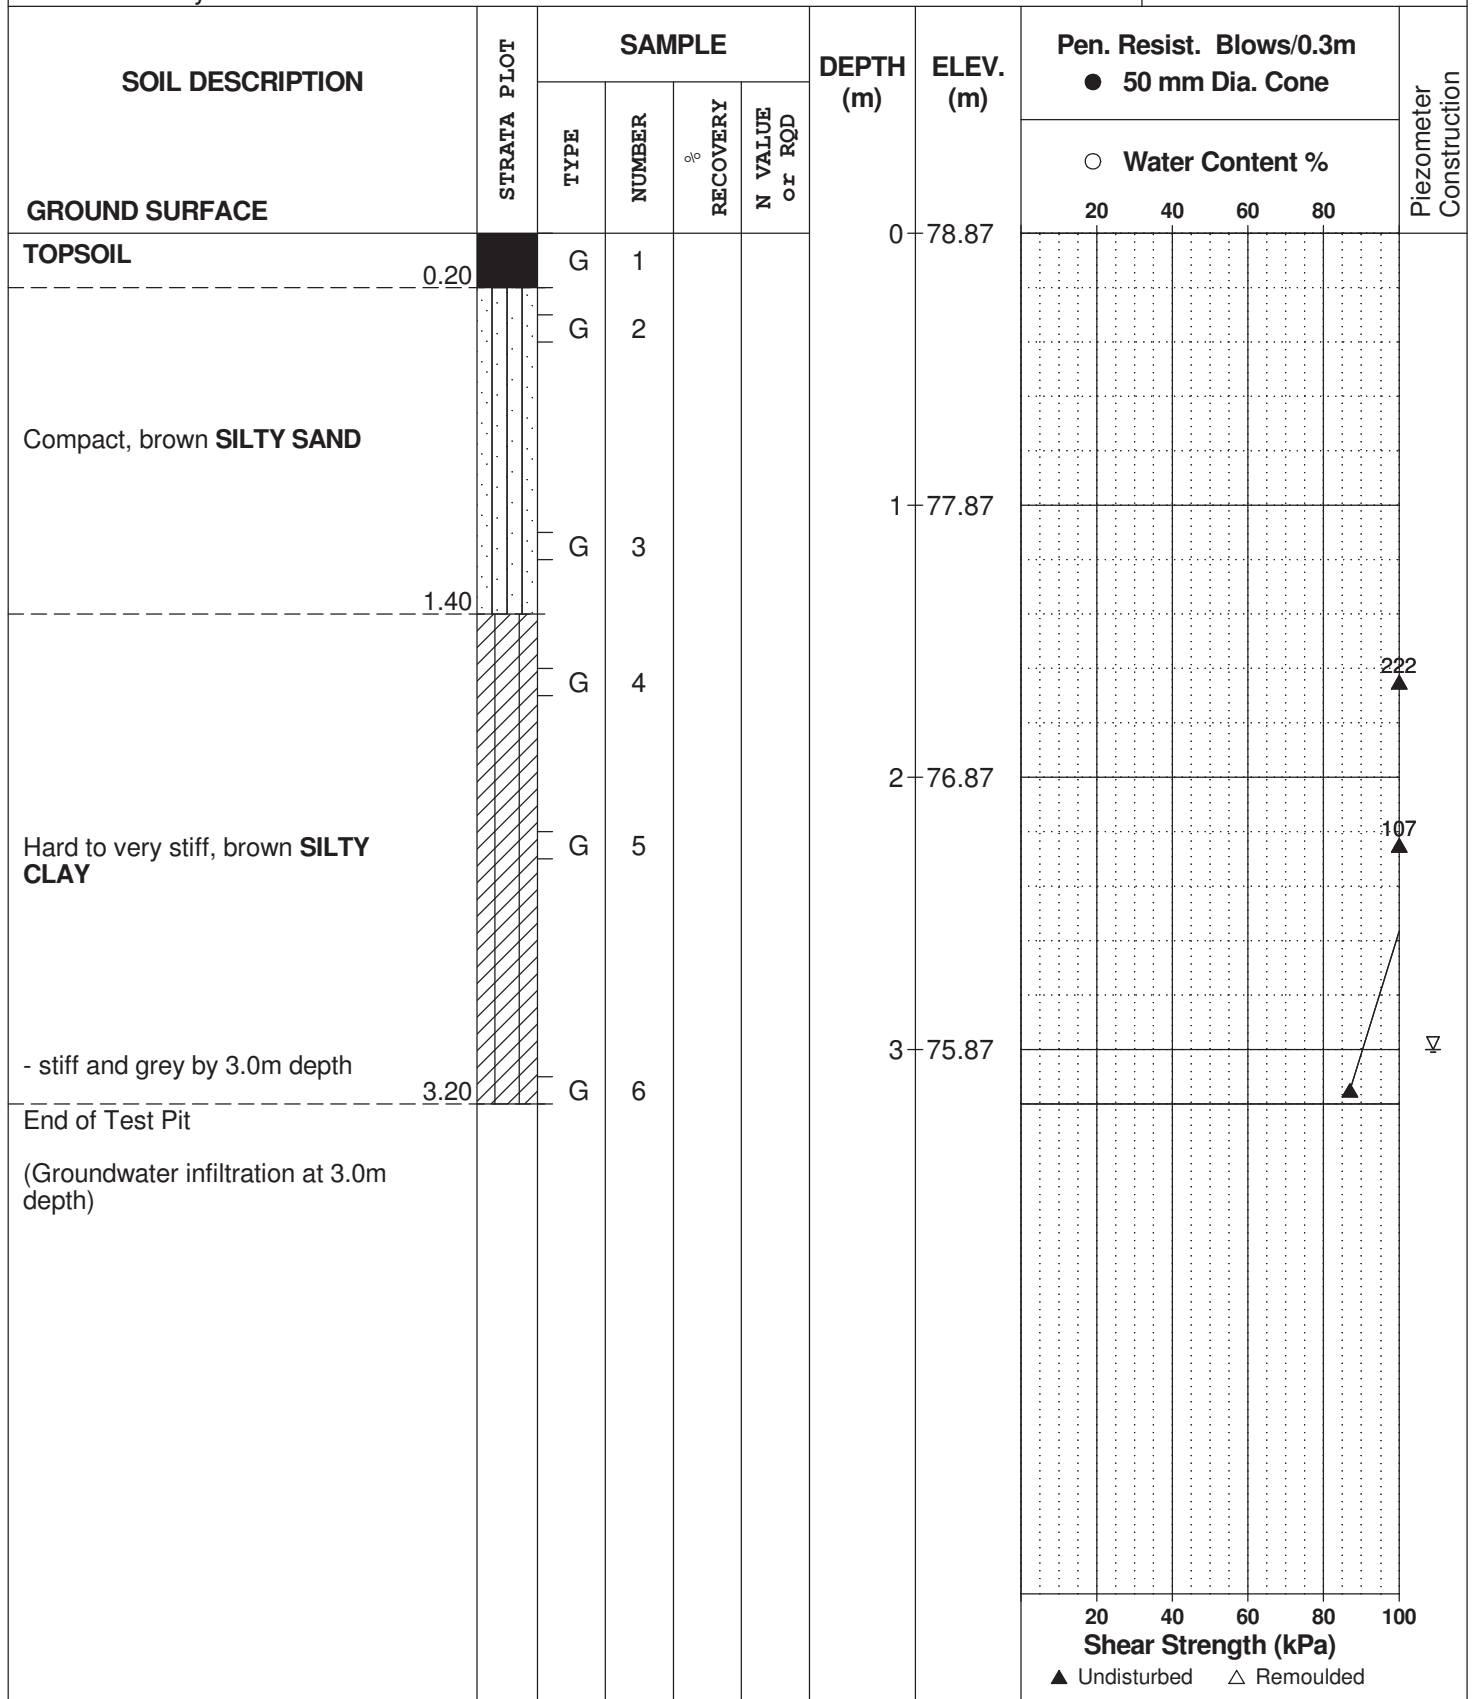 SOIL DESCRIPTION
GROUND SURFACE
STRATA PLOT
SAMPLE
TYPE
NUMBER
%
RECOVERY
N VALUE
or RQD
DEPTH
(m)
ELEV.
(m)
Pen. Resist. Blows/0.3m
● 50 mm Dia. Cone
○ Water Content %
20 40 60 80
Piezometer
Construction
0 78.87
TOPSOIL
0.20
G 1
G 2
Compact, brown SILTY SAND
1 77.87
G 3
1.40
222
G 4
2 76.87
107
Hard to very stiff, brown SILTY
CLAY
G 5
3 75.87
- stiff and grey by 3.0m depth
3.20
G 6
End of Test Pit
(Groundwater infiltration at 3.0m
depth)
20 40 60 80 100
Shear Strength (kPa)
▲ Undisturbed △ Remoulded